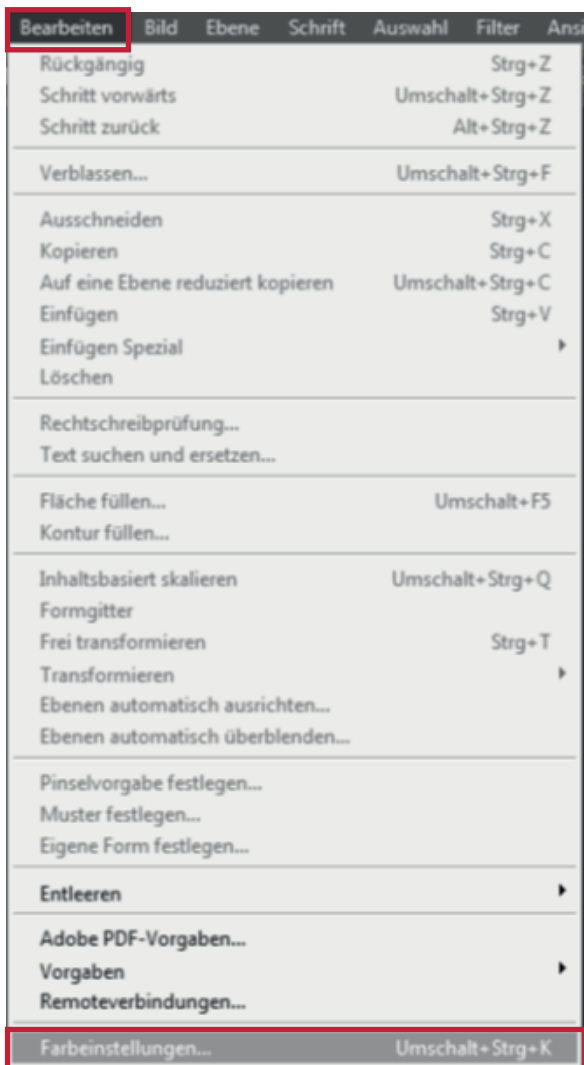 Bearbeiten Bild Ebene Schrift Auswahl Filter Ansi
Rückgängig Strg+Z
Schritt vorwärts Umschalt+Strg+Z
Schritt zurück Alt+Strg+Z
Verblassen... Umschalt+Strg+F
Ausschneiden Strg+X
Kopieren Strg+C
Auf eine Ebene reduziert kopieren Umschalt+Strg+C
Einfügen Strg+V
Einfügen Spezial
Löschen
Rechtschreibprüfung...
Text suchen und ersetzen...
Fläche füllen... Umschalt+F5
Kontur füllen...
Inhaltsbasiert skalieren Umschalt+Strg+Q
Formgitter
Frei transformieren Strg+T
Transformieren
Ebenen automatisch ausrichten...
Ebenen automatisch überblenden...
Pinselvorgabe festlegen...
Muster festlegen...
Eigene Form festlegen...
Entleeren
Adobe PDF-Vorgaben...
Vorgaben
Remoteverbindungen...
Farbeinstellungen... Umschalt+Strg+K